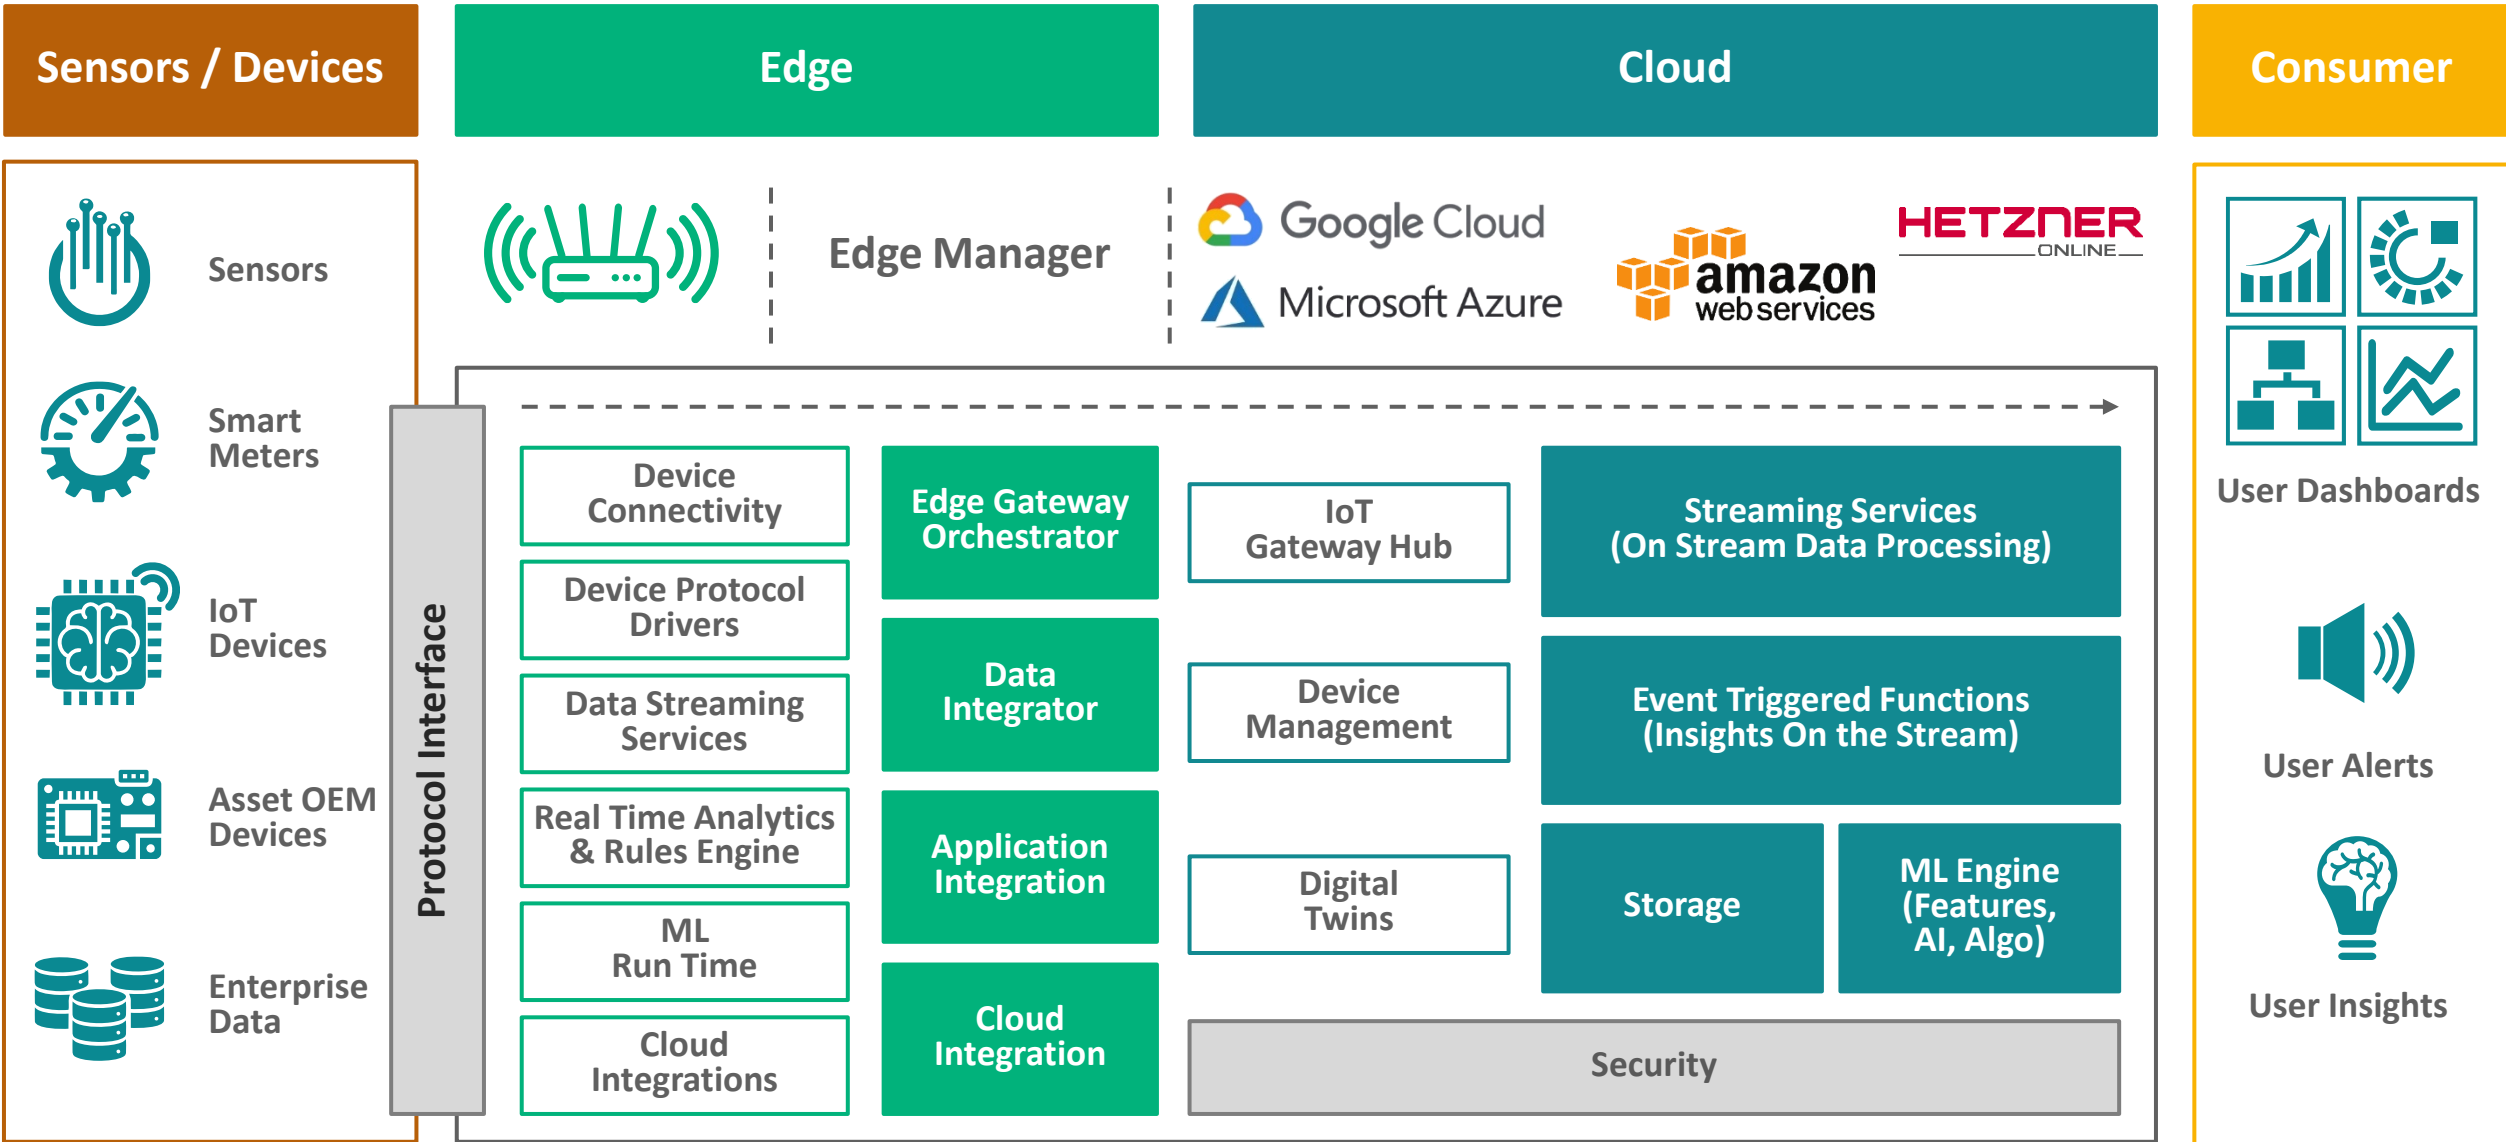 Sensors / Devices
Edge
Cloud
Consumer
Sensors
Smart
Meters
IoT
Devices
Asset OEM
Devices
Enterprise
Data
Protocol Interface
Edge Manager
Google Cloud
Microsoft Azure
amazon
web services
HETZNER
ONLINE
Device
Connectivity
Device Protocol
Drivers
Data Streaming
Services
Real Time Analytics
& Rules Engine
ML
Run Time
Cloud
Integrations
Edge Gateway
Orchestrator
Data
Integrator
Application
Integration
Cloud
Integration
IoT
Gateway Hub
Device
Management
Digital
Twins
Streaming Services
(On Stream Data Processing)
Event Triggered Functions
(Insights On the Stream)
Storage
ML Engine
(Features,
AI, Algo)
Security
User Dashboards
User Alerts
User Insights